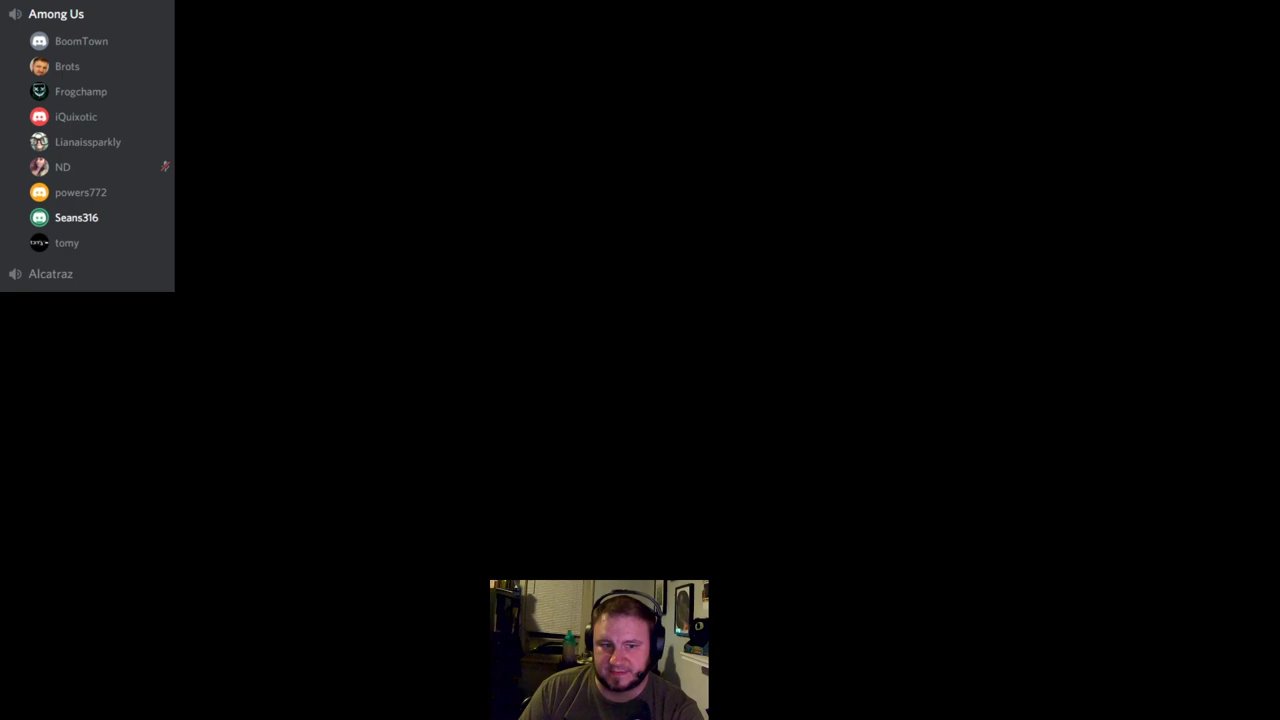 Among Us
BoomTown
Brots
Frogchamp
iQuixotic
Lianaissparkly
ND
powers772
Seans316
tomy
Alcatraz